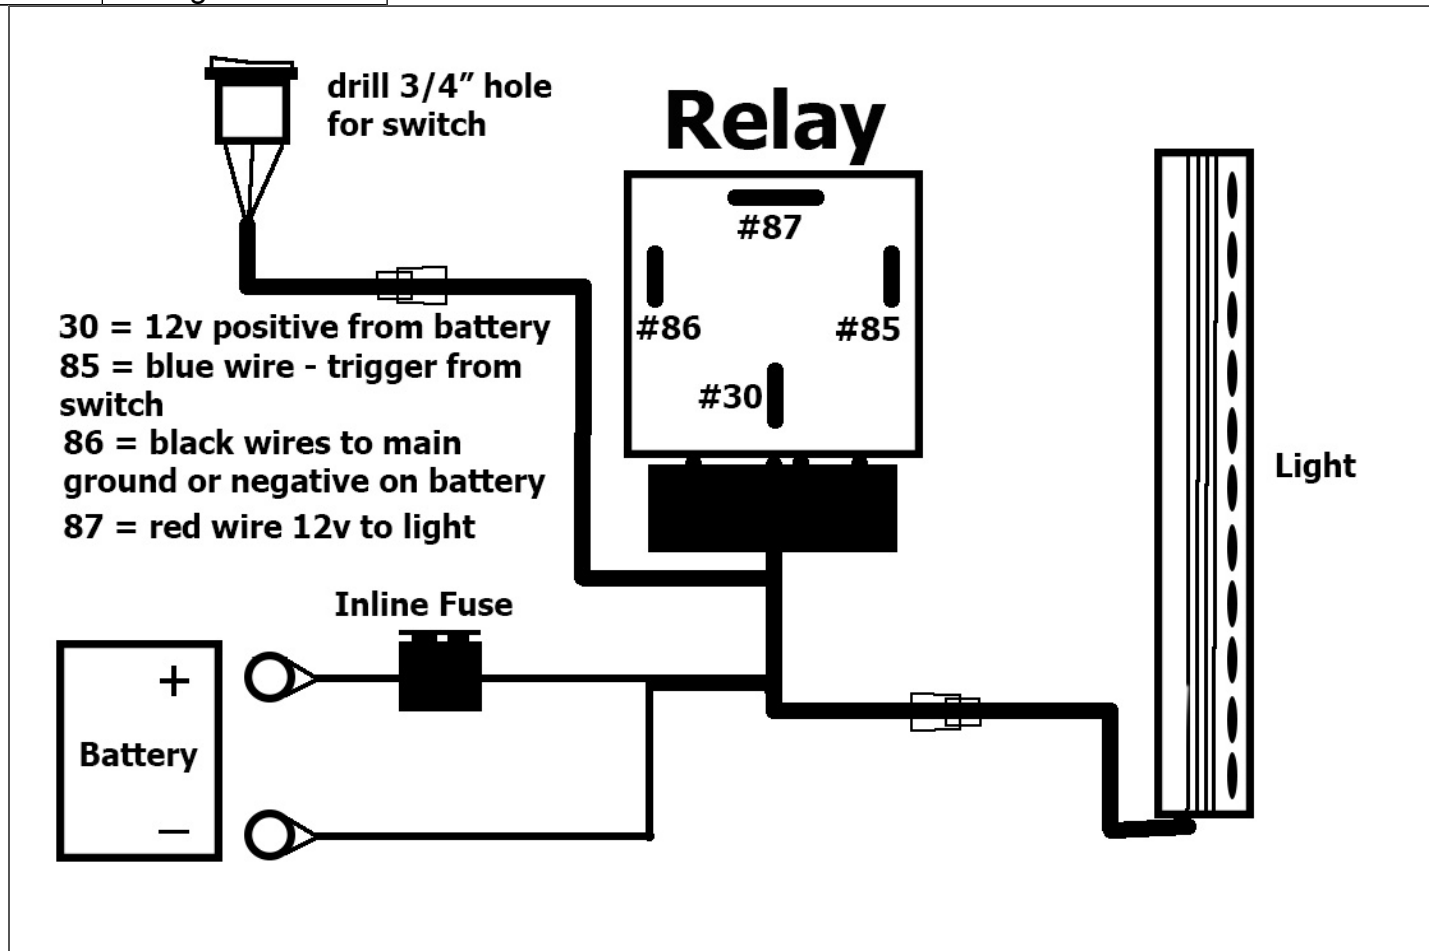 drill 3/4” hole
for switch
Relay
#87
#86
#85
#30
30 = 12v positive from battery
85 = blue wire - trigger from
switch
86 = black wires to main
ground or negative on battery
87 = red wire 12v to light
Light
Inline Fuse
+
Battery
–